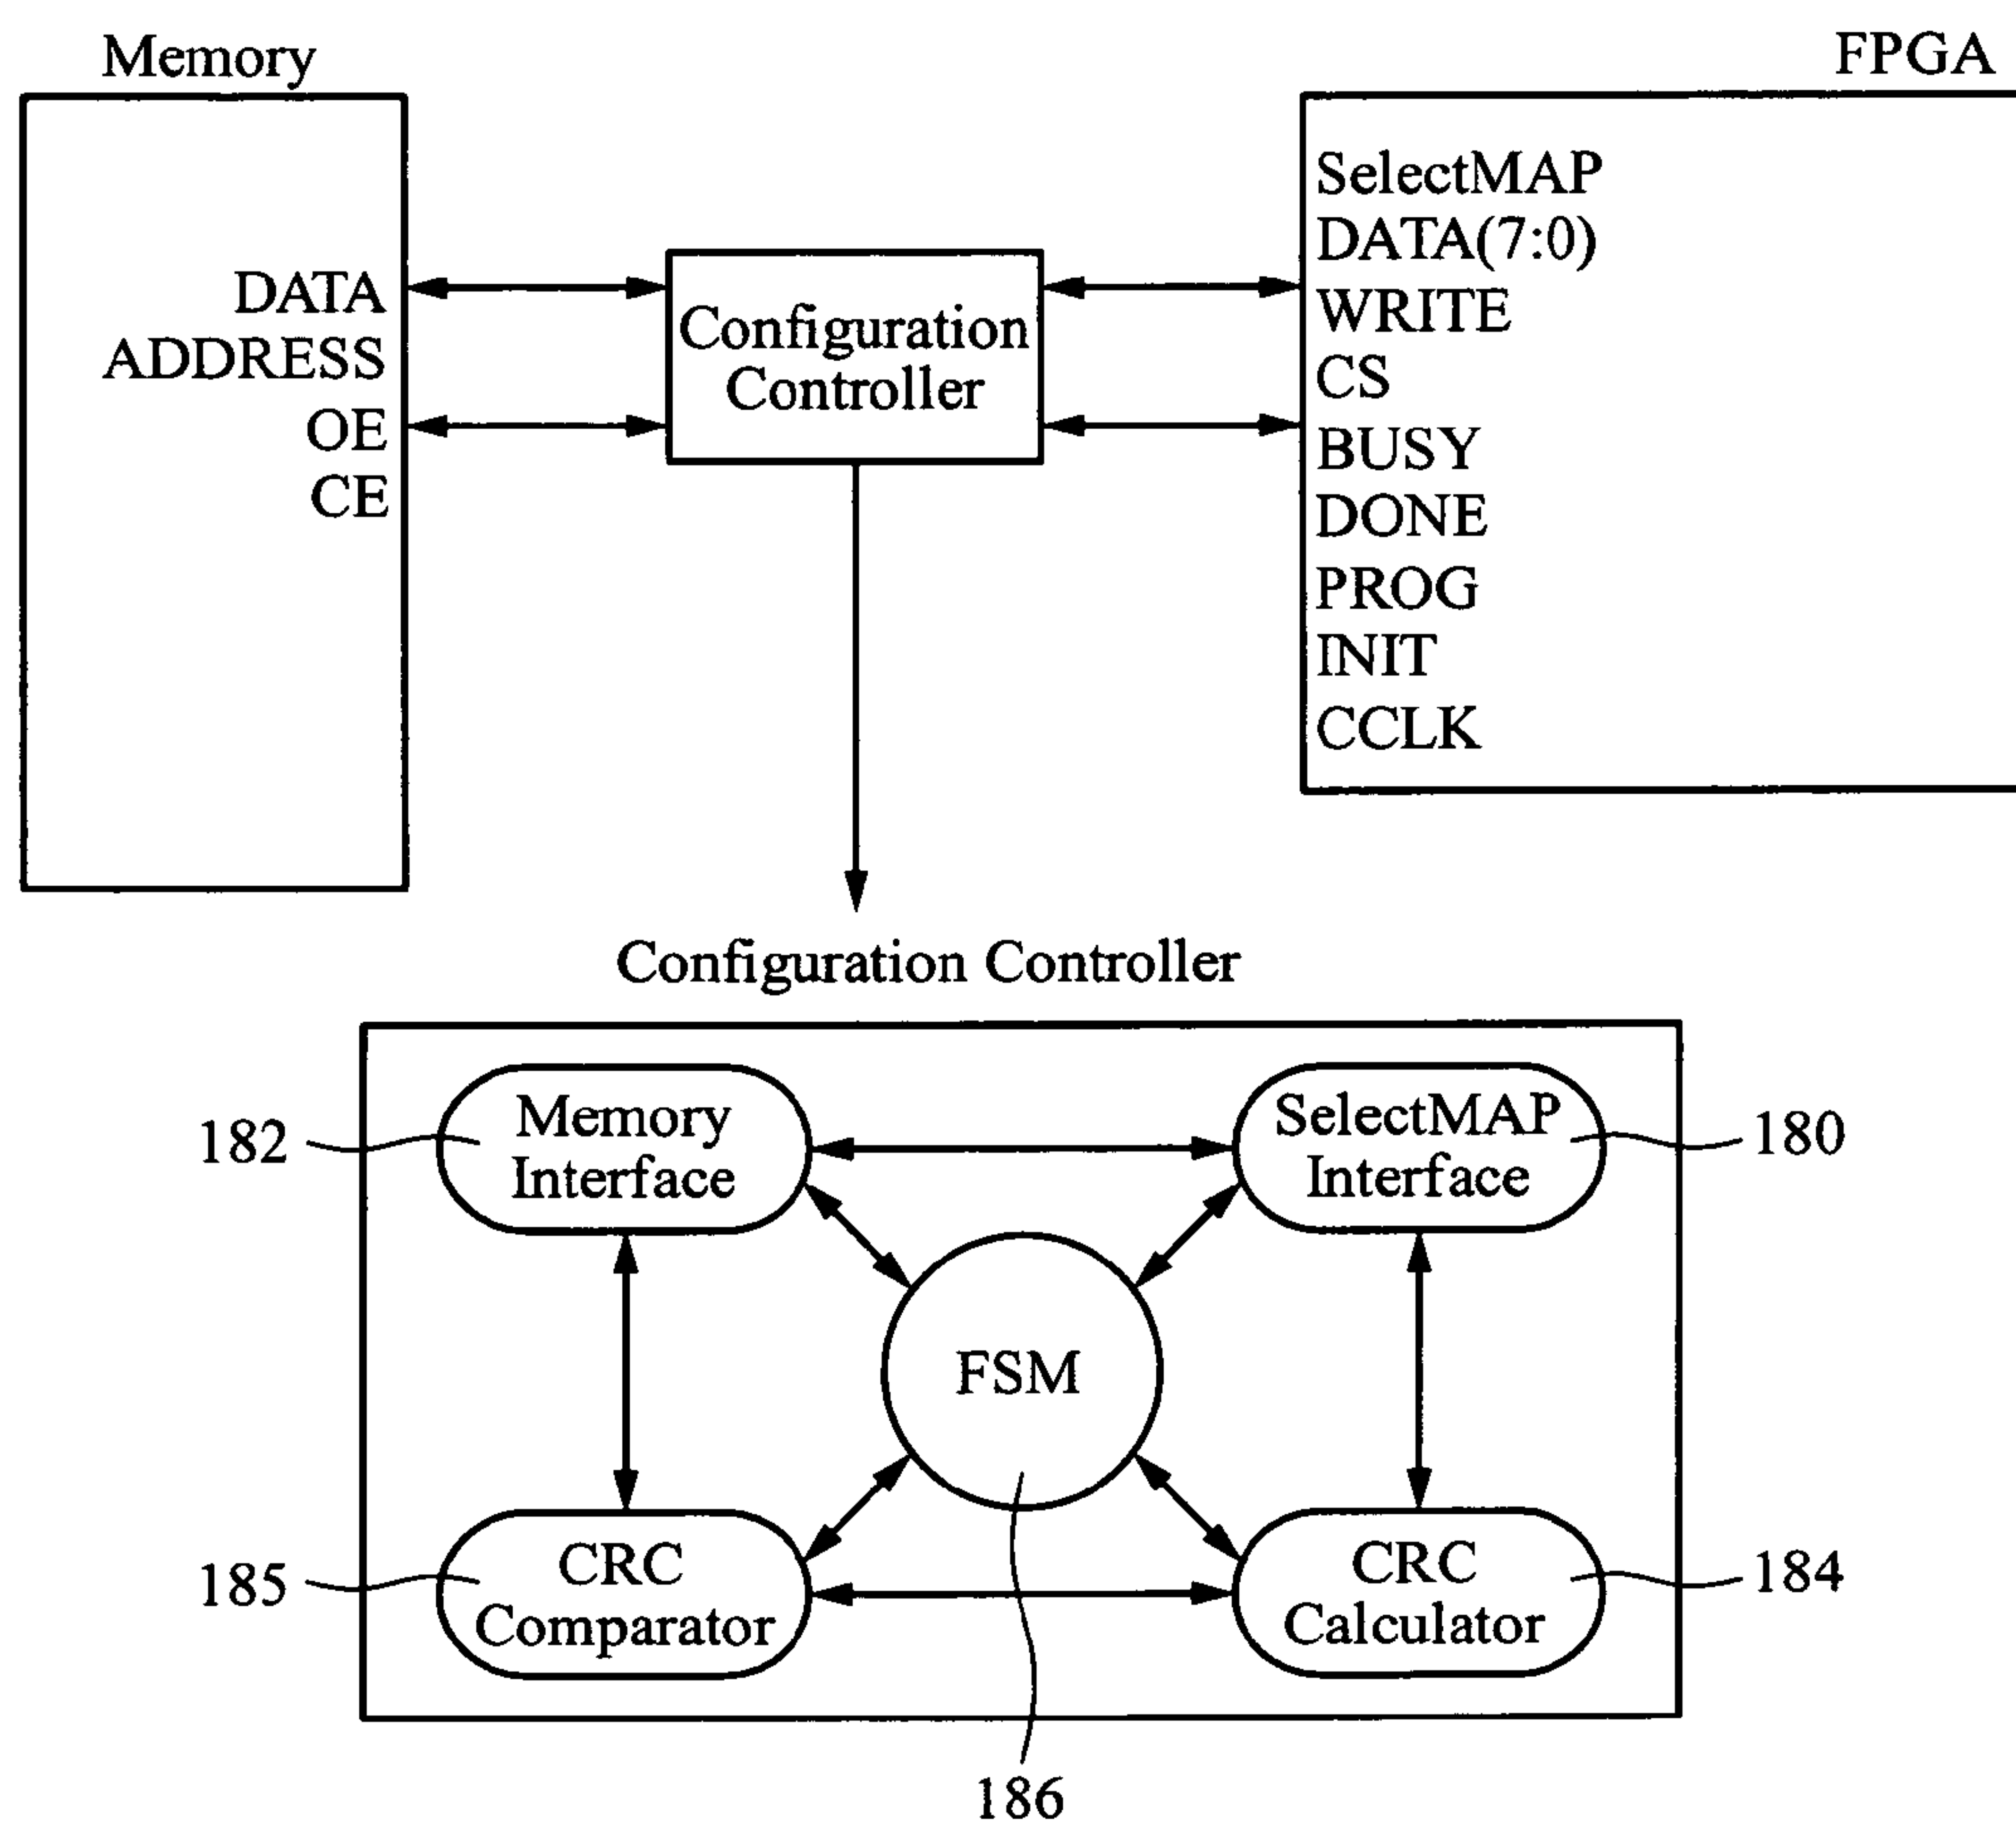 Memory
FPGA
DATA
ADDRESS
OE
CE
Configuration
Controller
SelectMAP
DATA(7:0)
WRITE
CS
BUSY
DONE
PROG
INIT
CCLK
Configuration Controller
182
Memory
Interface
SelectMAP
Interface
180
FSM
185
CRC
Comparator
CRC
Calculator
184
186